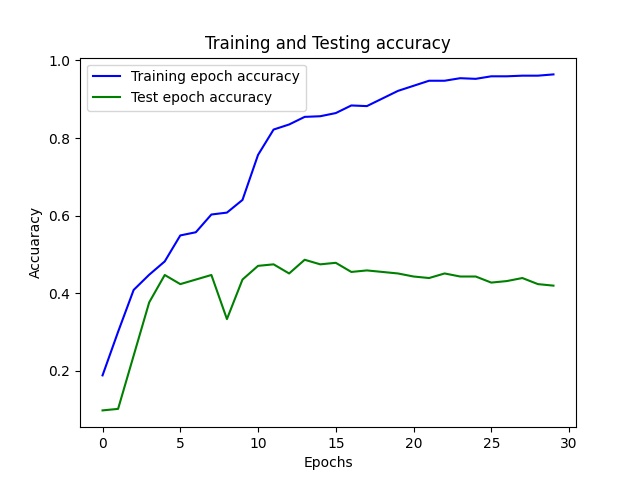 Training and Testing accuracy
1.0
0.8
0.6
0.4
0.2
Accuaracy
Training epoch accuracy
Test epoch accuracy
0 5 10 15 20 25 30
Epochs